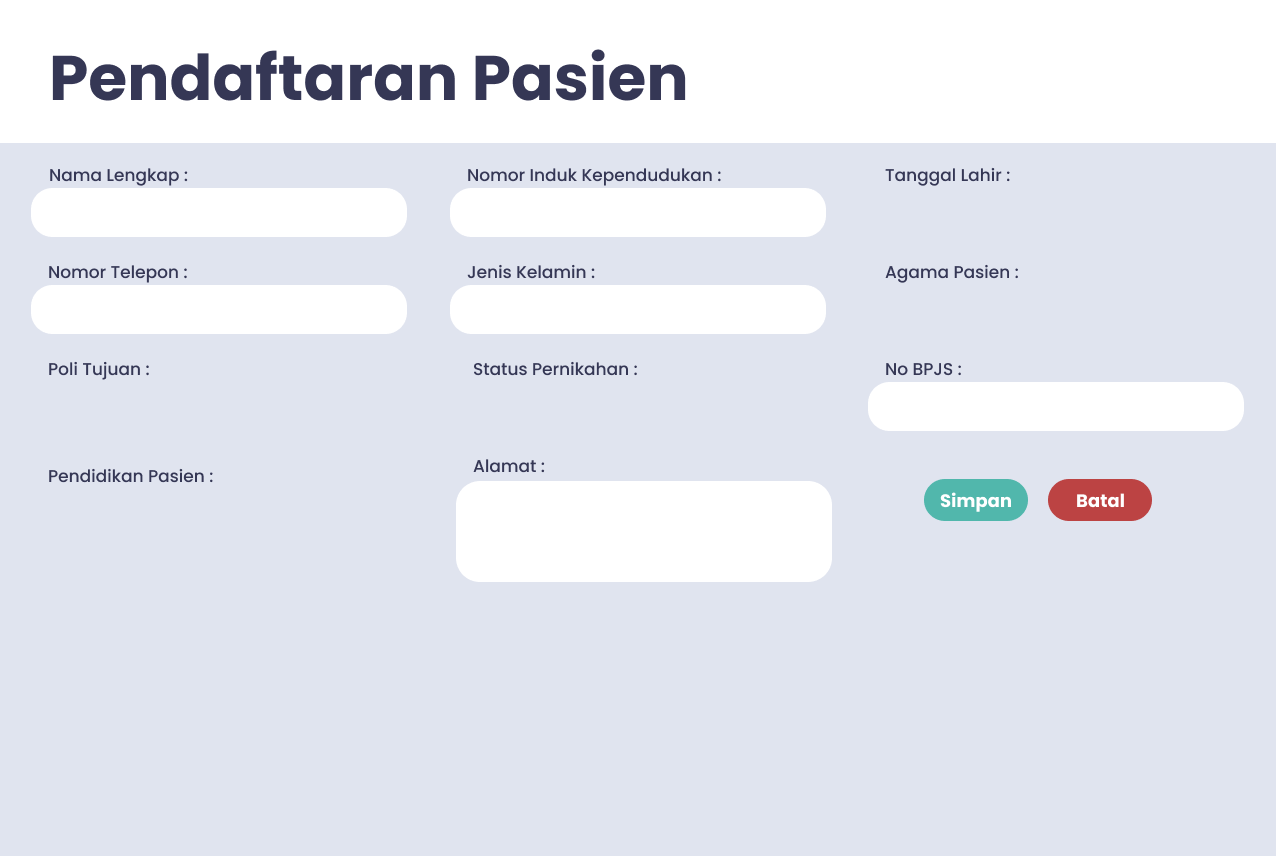 Pendaftaran Pasien
Nama Lengkap :
Nomor Induk Kependudukan :
Tanggal Lahir :
Nomor Telepon :
Jenis Kelamin :
Agama Pasien :
Poli Tujuan :
Status Pernikahan :
No BPJS :
Pendidikan Pasien :
Alamat :
Simpan
Batal